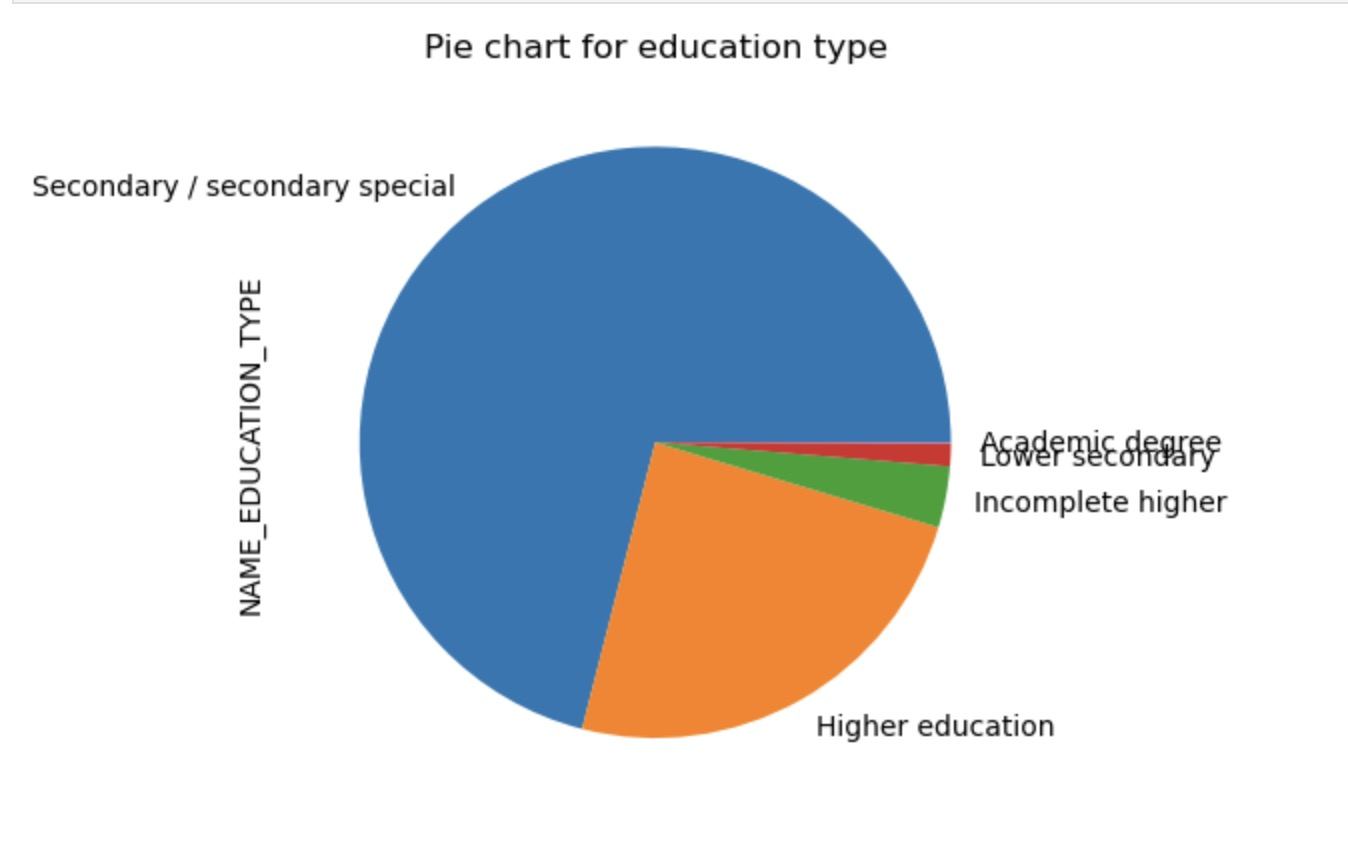 Pie chart for education type
Secondary / secondary special
NAME_EDUCATION_TYPE
Academic degree
Lower secondary
Incomplete higher
Higher education